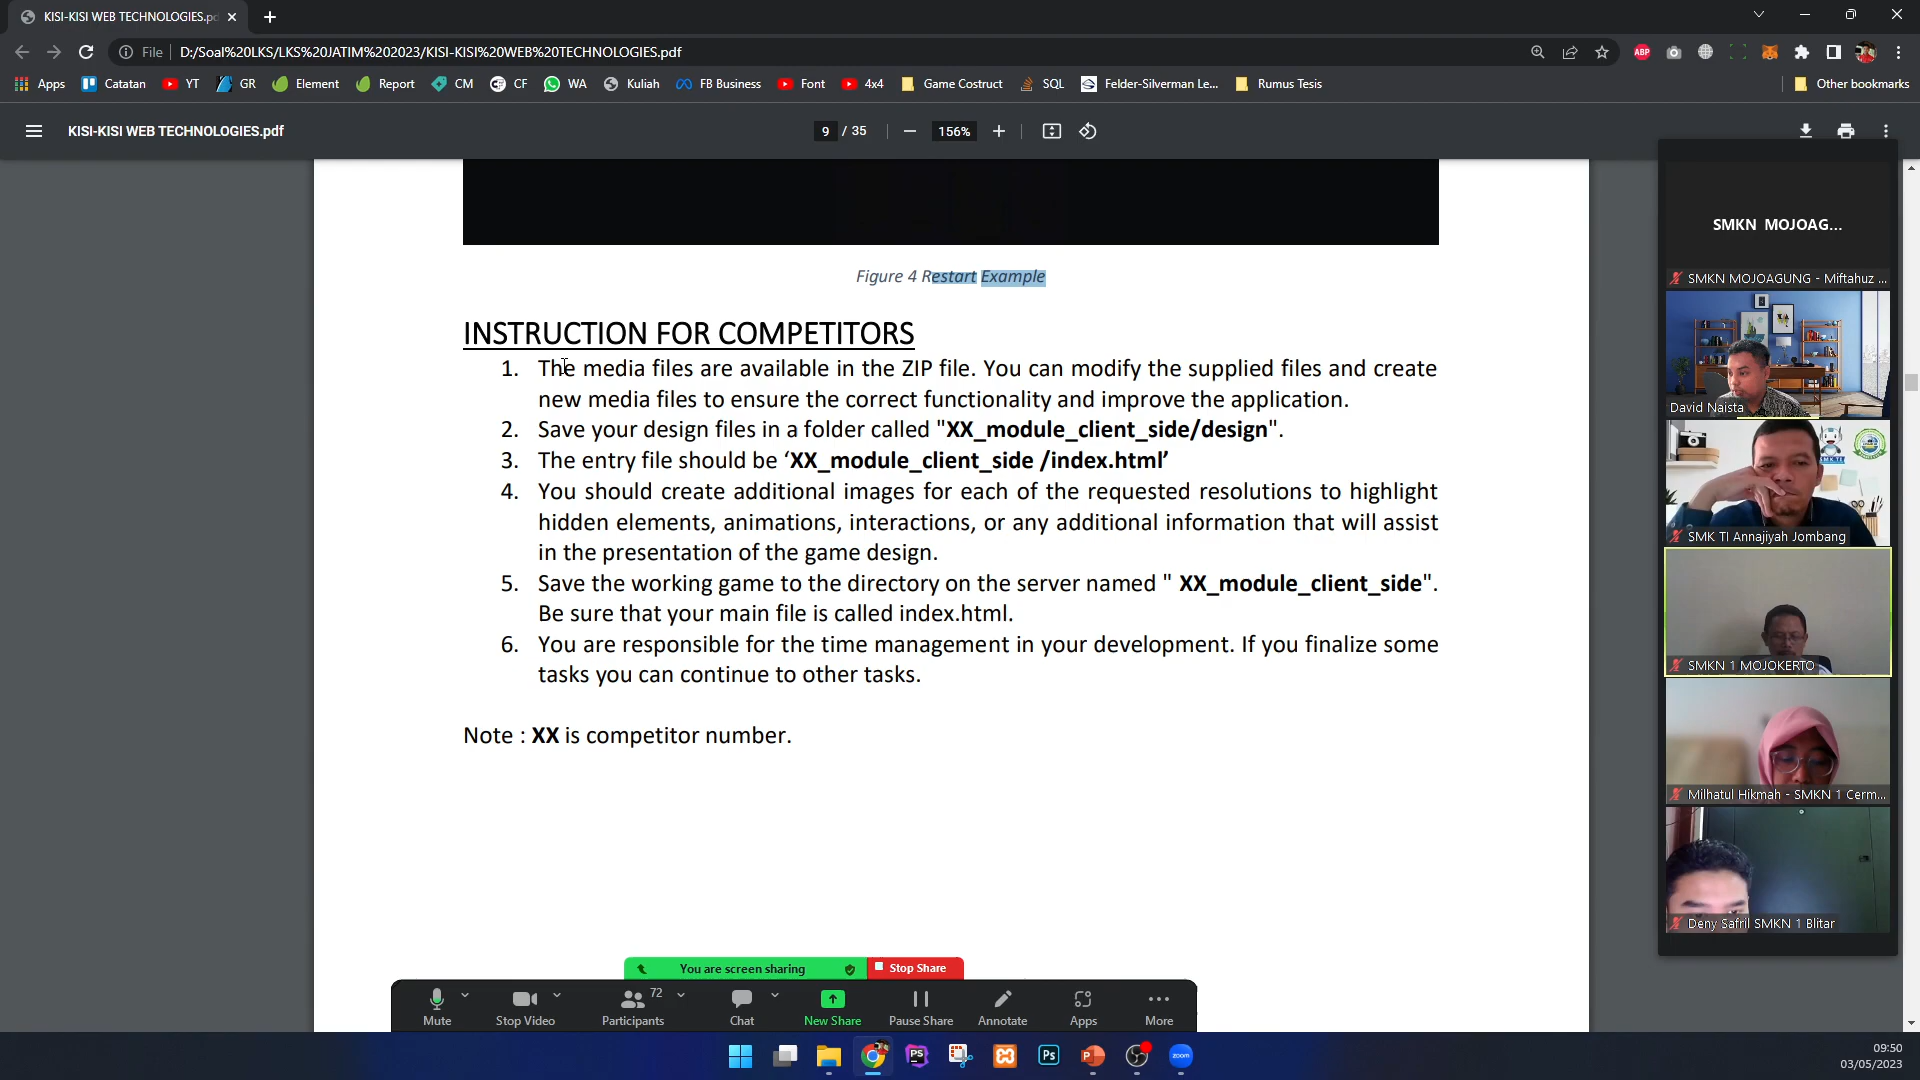 KISI-KISI WEB TECHNOLOGIES.pd
File
D:/Soal%20LKS/LKS%20JATIM%202023/KISI-KISI%20WEB%20TECHNOLOGIES.pdf
ABP
Apps Catatan YT GR Element Report CM CF WA Kuliah FB Business Font 4x4 Game Costruct SQL Felder-Silverman Le... Rumus Tesis Other bookmarks
KISI-KISI WEB TECHNOLOGIES.pdf
9 / 35
156%
Figure 4 Restart Example
INSTRUCTION FOR COMPETITORS
1. The media files are available in the ZIP file. You can modify the supplied files and create
new media files to ensure the correct functionality and improve the application.
2. Save your design files in a folder called "XX_module_client_side/design".
3. The entry file should be ‘XX_module_client_side /index.html’
4. You should create additional images for each of the requested resolutions to highlight
hidden elements, animations, interactions, or any additional information that will assist
in the presentation of the game design.
5. Save the working game to the directory on the server named " XX_module_client_side".
Be sure that your main file is called index.html.
6. You are responsible for the time management in your development. If you finalize some
tasks you can continue to other tasks.
Note : XX is competitor number.
SMKN MOJOAG...
SMKN MOJOAGUNG - Miftahuz ...
David Naista
SMK TI Annajiyah Jombang
SMKN 1 MOJOKERTO
Milhatul Hikmah - SMKN 1 Cerm...
Deny Safril SMKN 1 Blitar
You are screen sharing
Stop Share
72
Mute Stop Video Participants Chat New Share Pause Share Annotate Apps More
PS
Ps
P
zoom
09:50
03/05/2023